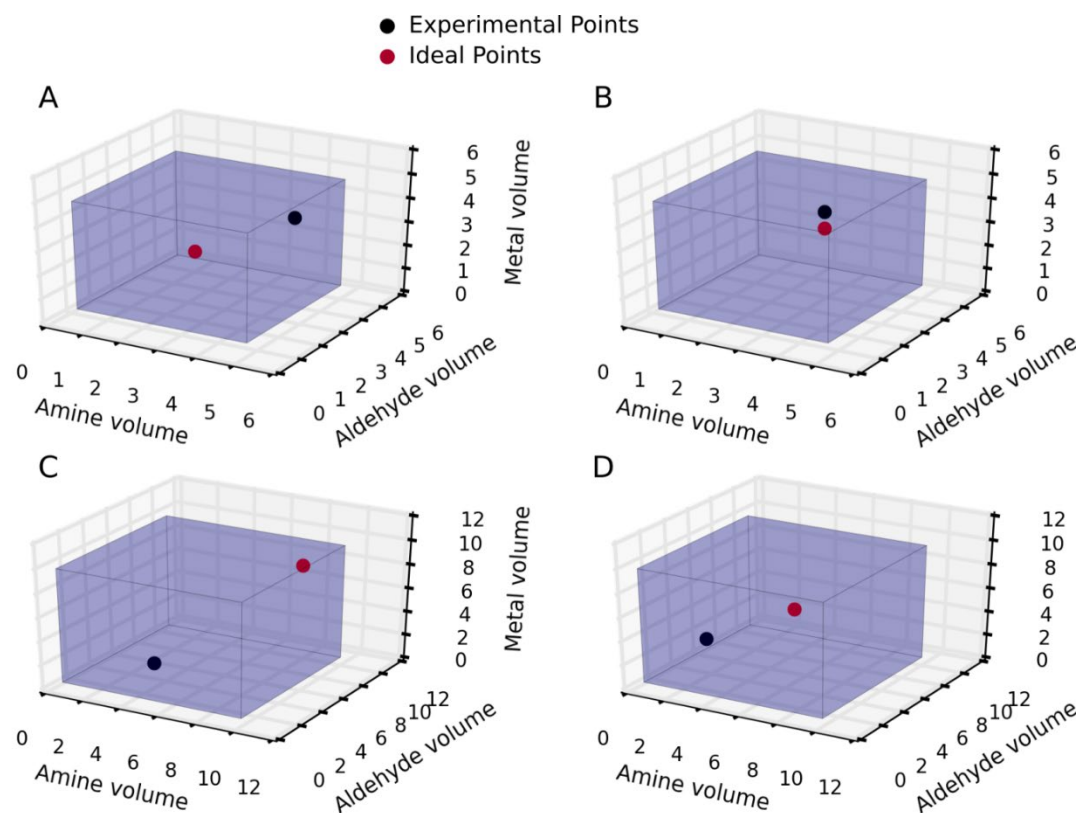 Experimental Points
Ideal Points
A
6
5
4
3
2
1
0
Metal volume
0 1 2 3 4 5 6
Amine volume
0 1 2 3 4 5 6
Aldehyde volume
B
6
5
4
3
2
1
0
0 1 2 3 4 5 6
Amine volume
0 1 2 3 4 5 6
Aldehyde volume
C
12
10
8
6
4
2
0
Metal volume
0 2 4 6 8 10 12
Amine volume
0 2 4 6 8 10 12
Aldehyde volume
D
12
10
8
6
4
2
0
0 2 4 6 8 10 12
Amine volume
0 2 4 6 8 10 12
Aldehyde volume